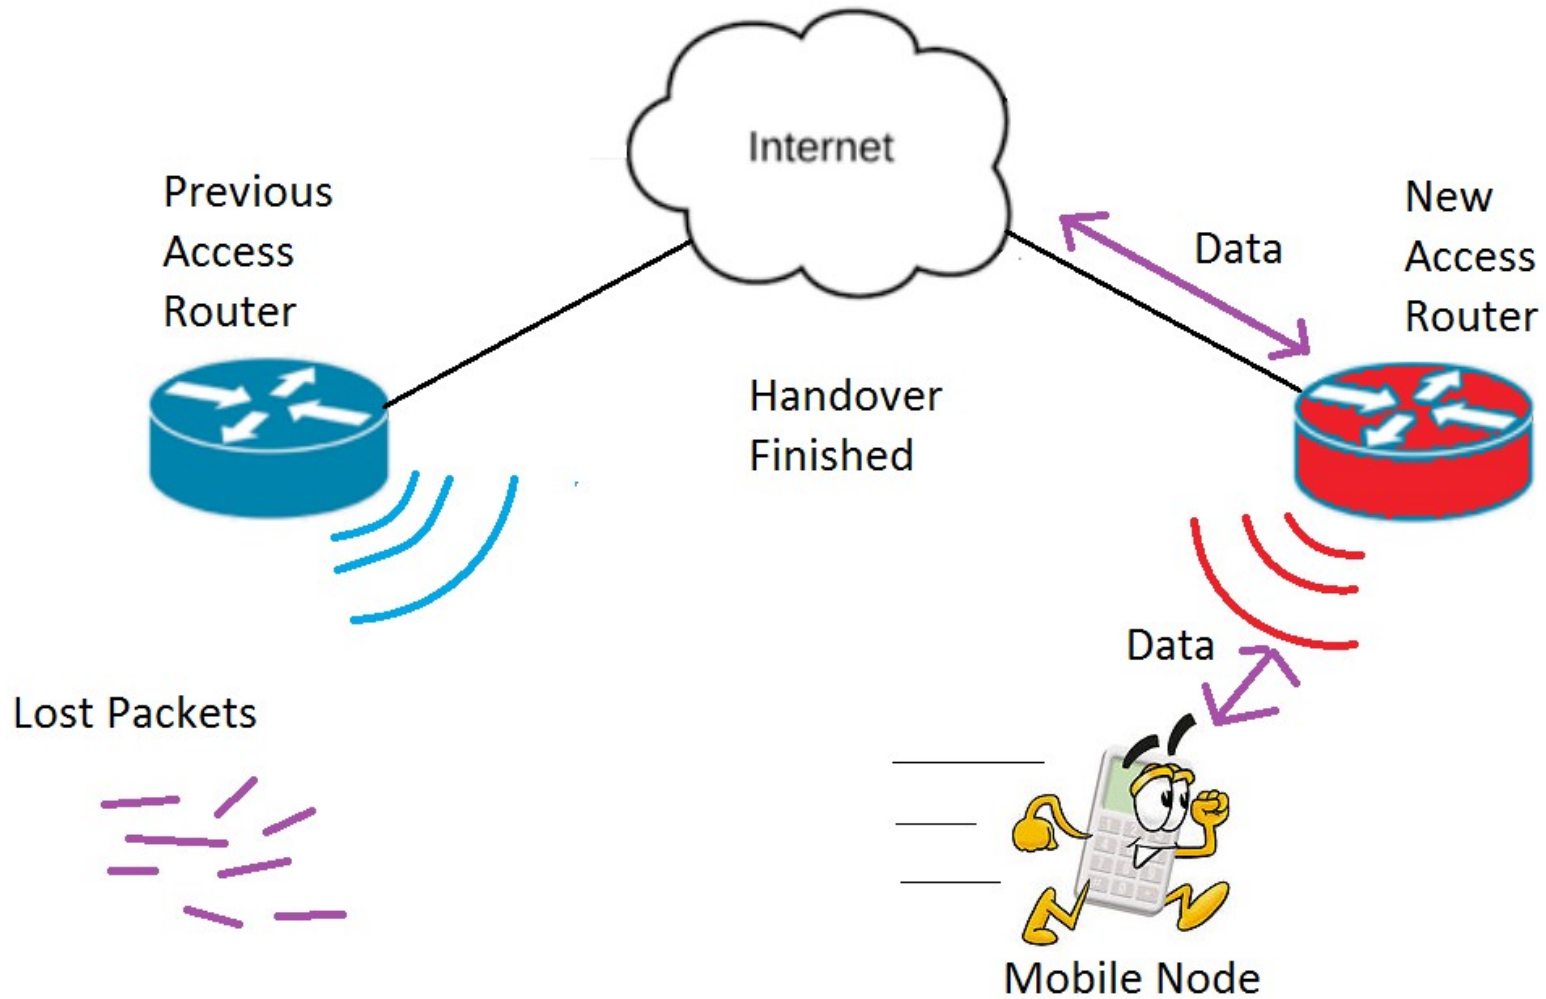 Internet
Previous
Access
Router
Data
New
Access
Router
Handover
Finished
Data
Lost Packets
Mobile Node